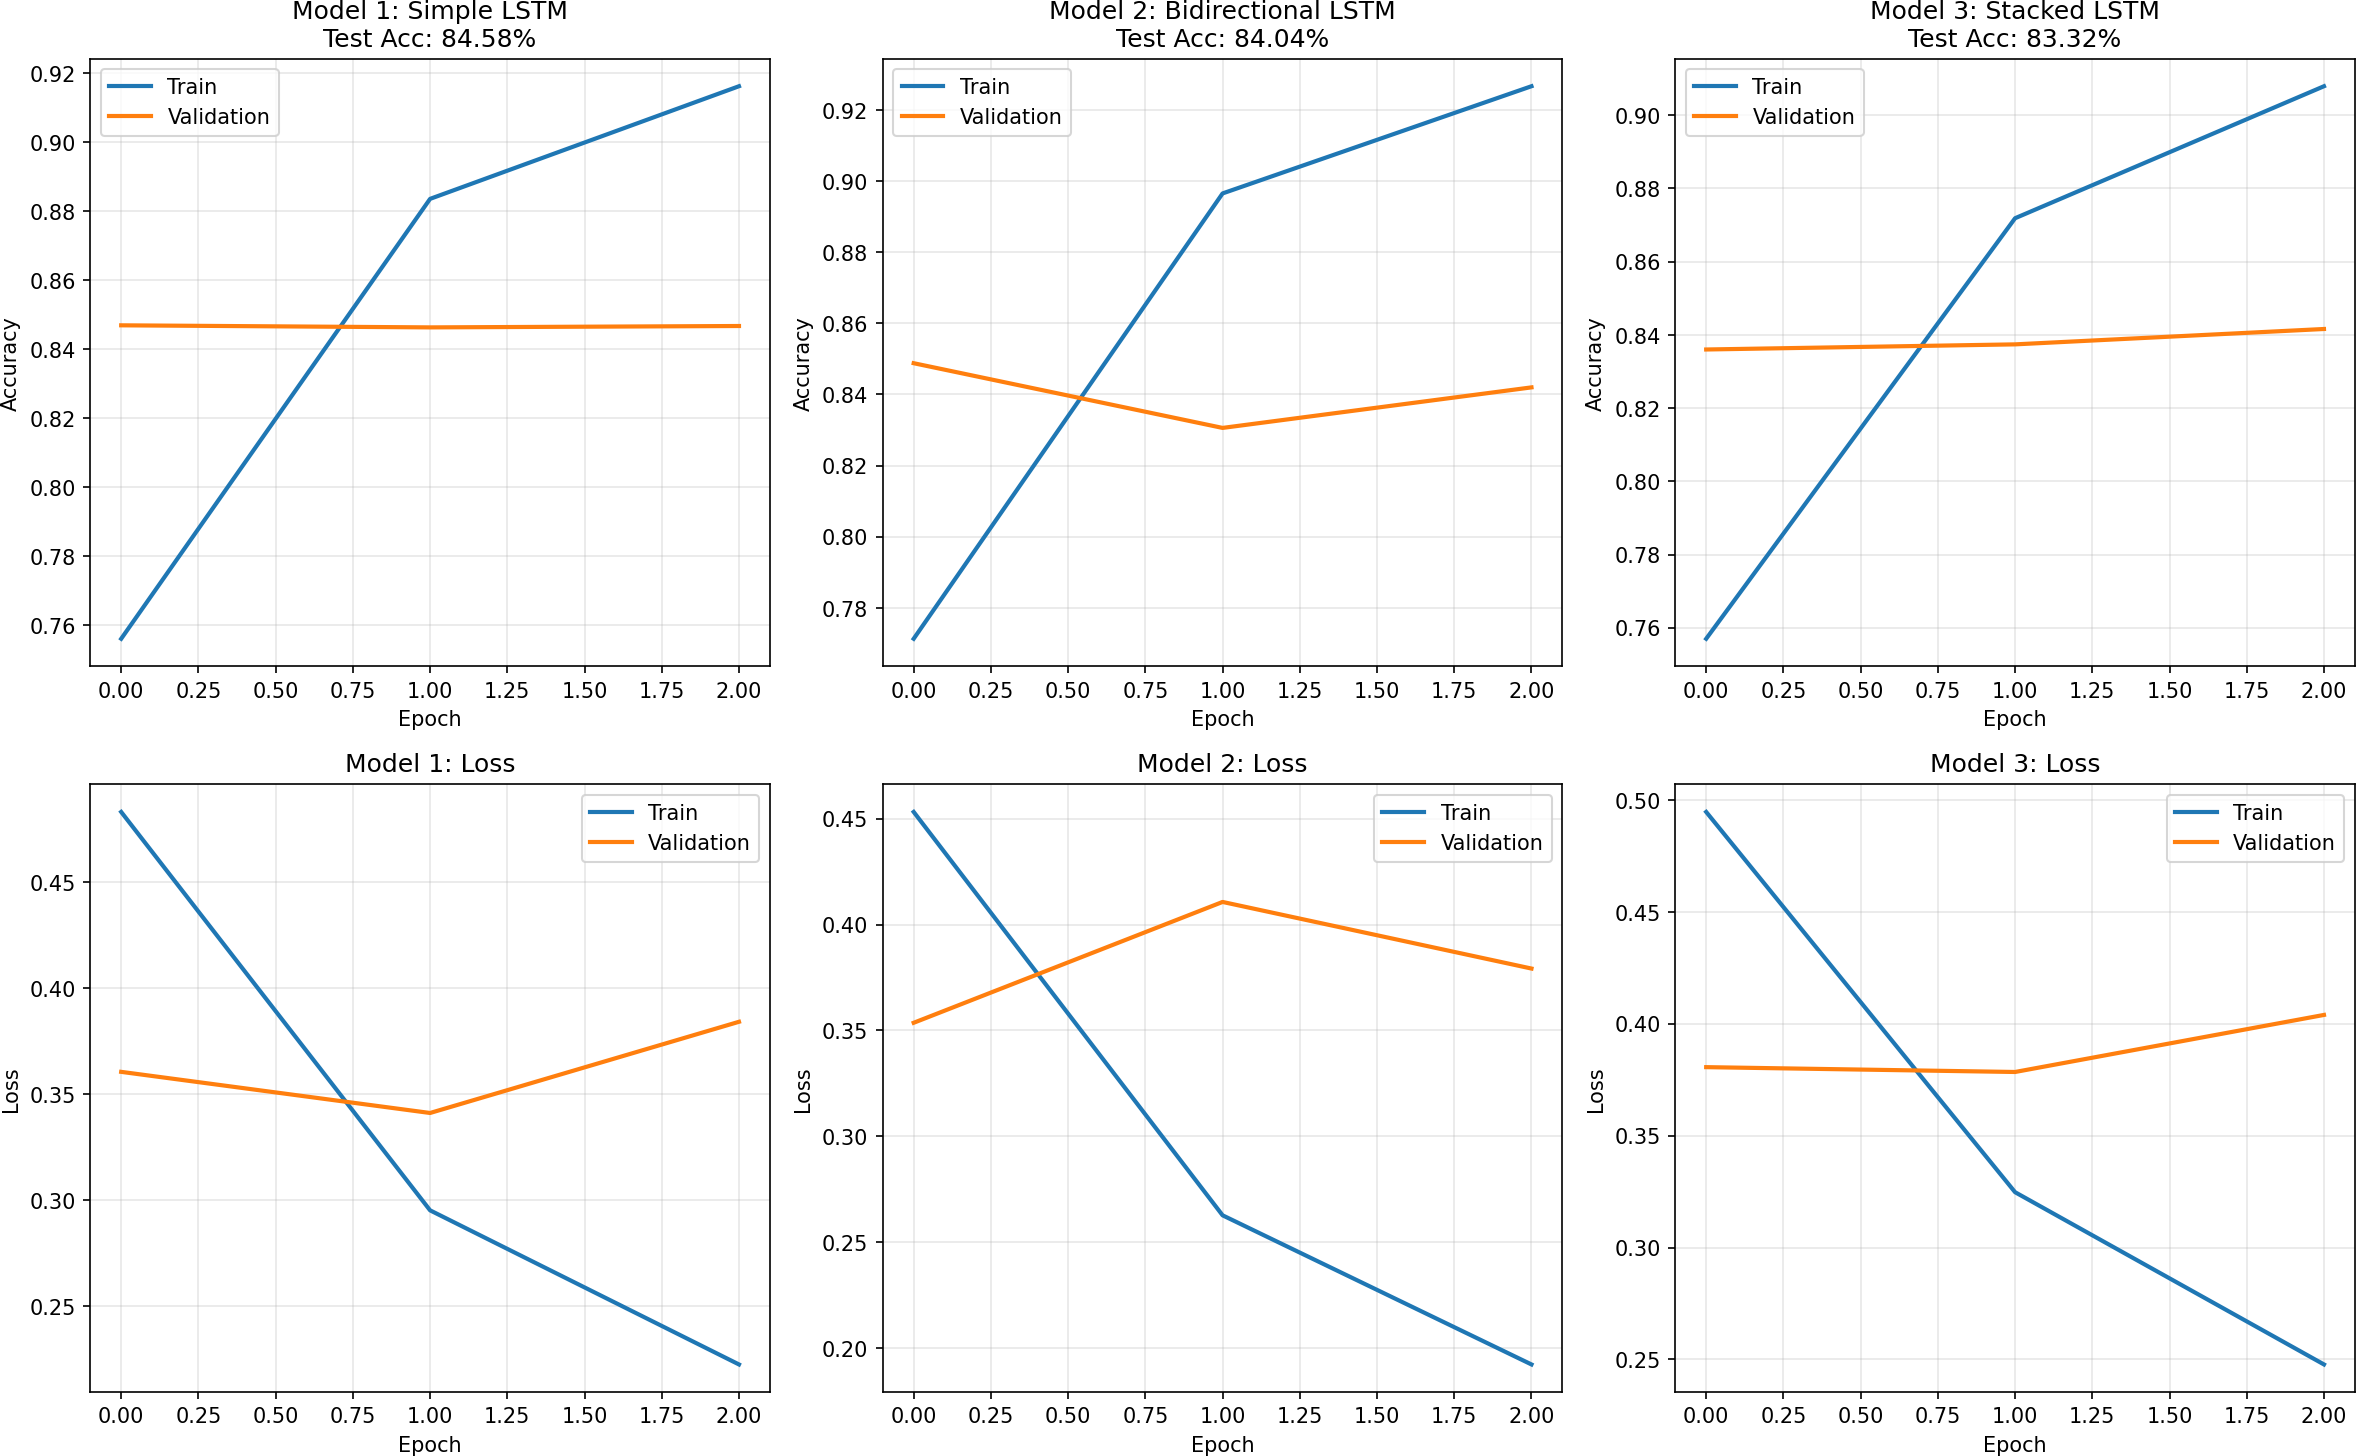 Model 1: Simple LSTM
Test Acc: 84.58%
Train
Validation
0.92
0.90
0.88
0.86
0.84
0.82
0.80
0.78
0.76
Accuracy
0.00 0.25 0.50 0.75 1.00 1.25 1.50 1.75 2.00
Epoch
Model 2: Bidirectional LSTM
Test Acc: 84.04%
Train
Validation
0.92
0.90
0.88
0.86
0.84
0.82
0.80
0.78
Accuracy
0.00 0.25 0.50 0.75 1.00 1.25 1.50 1.75 2.00
Epoch
Model 3: Stacked LSTM
Test Acc: 83.32%
Train
Validation
0.90
0.88
0.86
0.84
0.82
0.80
0.78
0.76
Accuracy
0.00 0.25 0.50 0.75 1.00 1.25 1.50 1.75 2.00
Epoch
Model 1: Loss
Train
Validation
0.45
0.40
0.35
0.30
0.25
Loss
0.00 0.25 0.50 0.75 1.00 1.25 1.50 1.75 2.00
Epoch
Model 2: Loss
Train
Validation
0.45
0.40
0.35
0.30
0.25
0.20
Loss
0.00 0.25 0.50 0.75 1.00 1.25 1.50 1.75 2.00
Epoch
Model 3: Loss
Train
Validation
0.50
0.45
0.40
0.35
0.30
0.25
Loss
0.00 0.25 0.50 0.75 1.00 1.25 1.50 1.75 2.00
Epoch